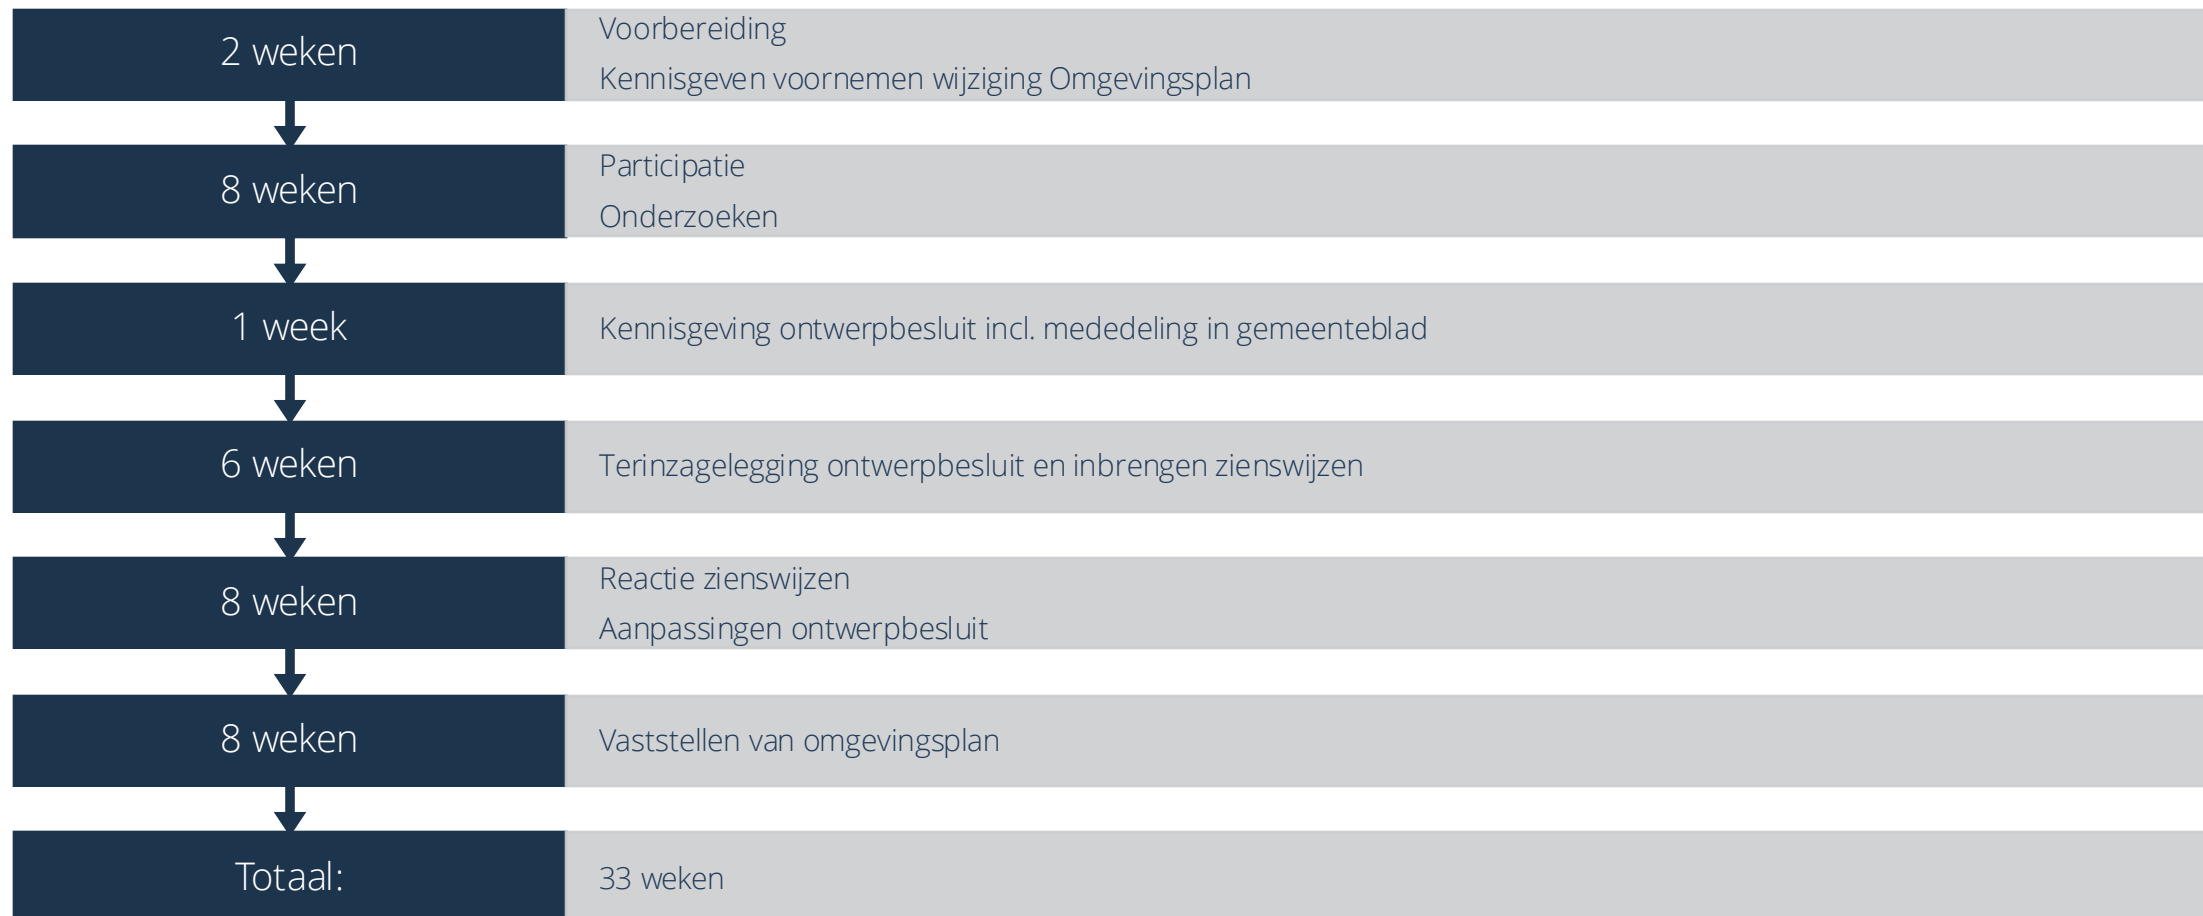 2 weken
Voorbereiding
Kennisgeven voornemen wijziging Omgevingsplan
8 weken
Participatie
Onderzoeken
1 week
Kennisgeving ontwerpbesluit incl. mededeling in gemeenteblad
6 weken
Terinzagelegging ontwerpbesluit en inbrengen zienswijzen
8 weken
Reactie zienswijzen
Aanpassingen ontwerpbesluit
8 weken
Vaststellen van omgevingsplan
Totaal:
33 weken